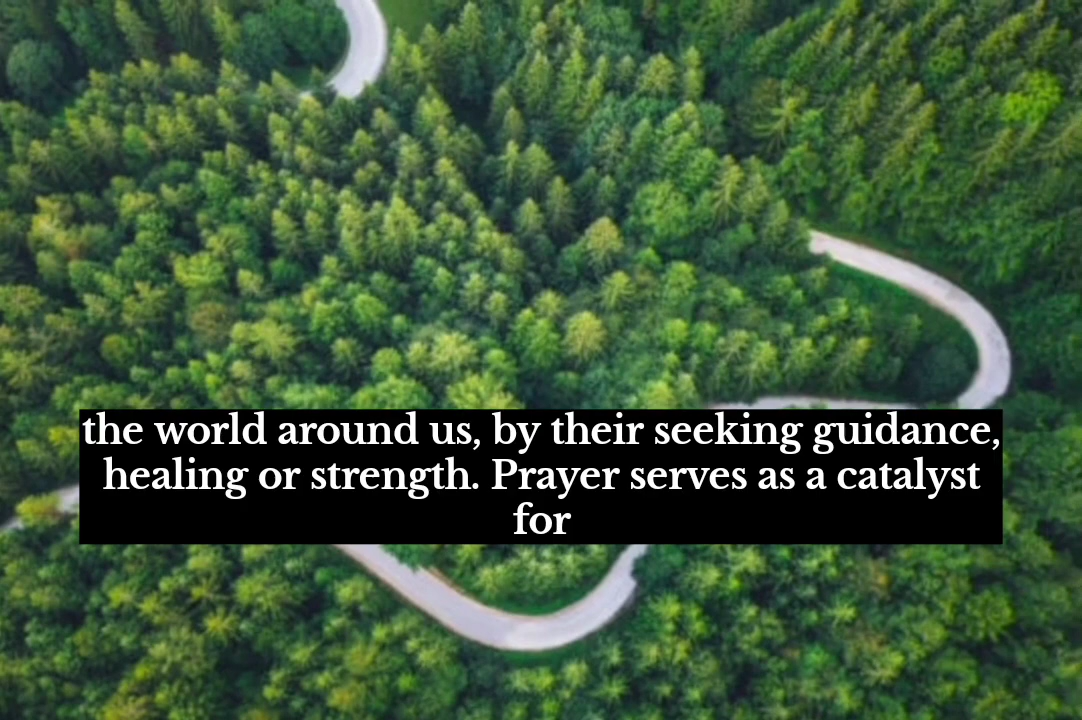 the world around us, by their seeking guidance,
healing or strength. Prayer serves as a catalyst
for